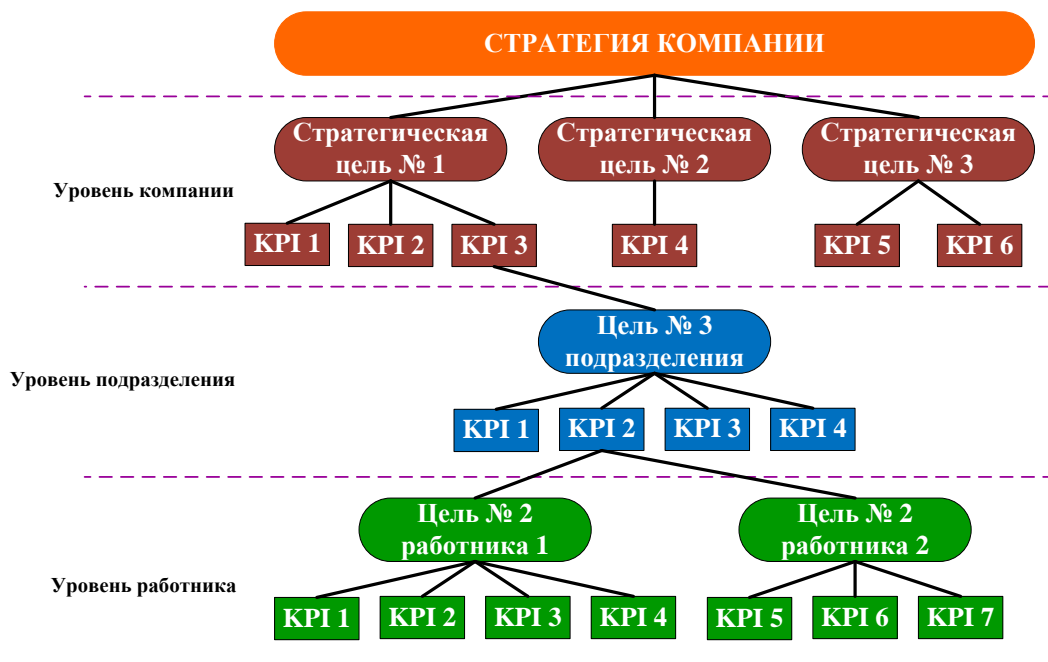 СТРАТЕГИЯ КОМПАНИИ
Стратегическая
цель № 1
Стратегическая
цель № 2
Стратегическая
цель № 3
Уровень компании
KPI 1
KPI 2
KPI 3
KPI 4
KPI 5
KPI 6
Цель № 3
подразделения
Уровень подразделения
KPI 1
KPI 2
KPI 3
KPI 4
Цель № 2
работника 1
Цель № 2
работника 2
Уровень работника
KPI 1
KPI 2
KPI 3
KPI 4
KPI 5
KPI 6
KPI 7